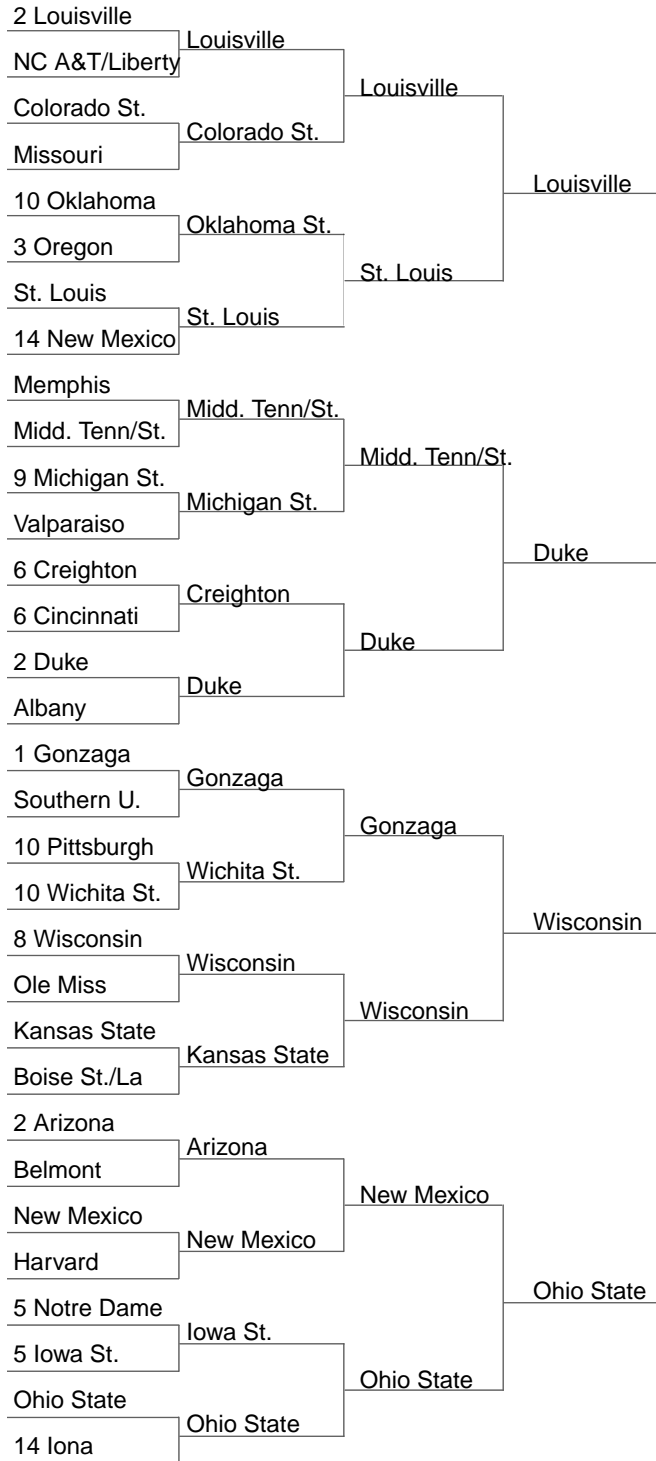 2 Louisville
NC A&T/Liberty
Colorado St.
Missouri
10 Oklahoma
3 Oregon
St. Louis
14 New Mexico
Memphis
Midd. Tenn/St.
9 Michigan St.
Valparaiso
6 Creighton
6 Cincinnati
2 Duke
Albany
1 Gonzaga
Southern U.
10 Pittsburgh
10 Wichita St.
8 Wisconsin
Ole Miss
Kansas State
Boise St./La
2 Arizona
Belmont
New Mexico
Harvard
5 Notre Dame
5 Iowa St.
Ohio State
14 Iona
Louisville
Colorado St.
Oklahoma St.
St. Louis
Midd. Tenn/St.
Michigan St.
Creighton
Duke
Gonzaga
Wichita St.
Wisconsin
Kansas State
Arizona
New Mexico
Iowa St.
Ohio State
Louisville
St. Louis
Midd. Tenn/St.
Duke
Gonzaga
Wisconsin
New Mexico
Ohio State
Louisville
Duke
Wisconsin
Ohio State